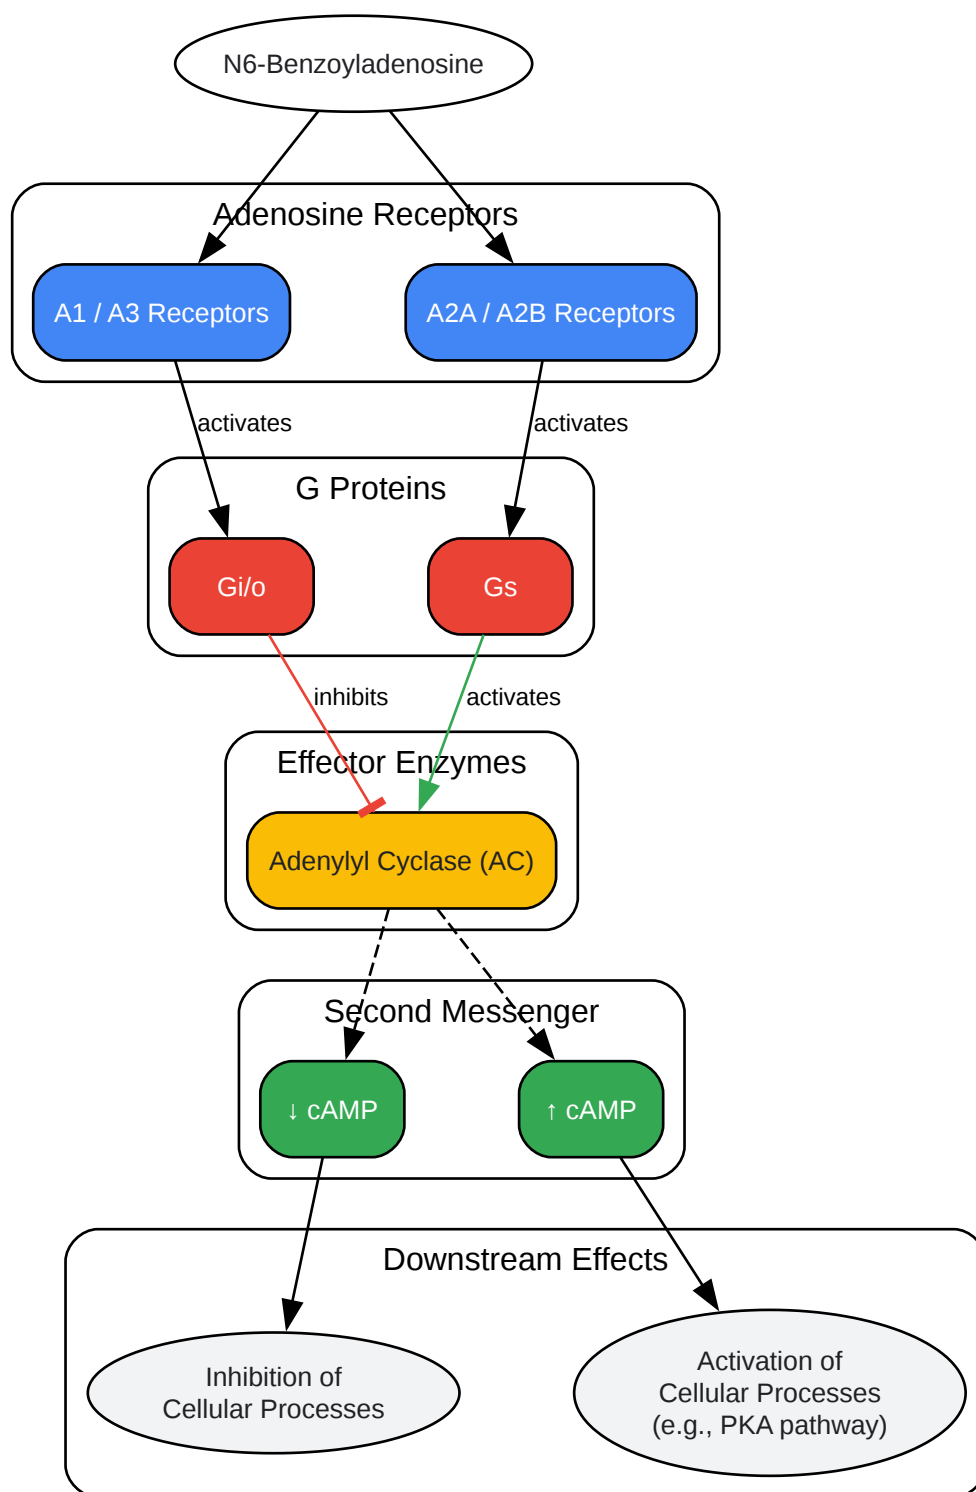 N6-Benzoyladenosine
Adenosine Receptors
A1 / A3 Receptors
A2A / A2B Receptors
activates
activates
G Proteins
Gi/o
Gs
inhibits
activates
Effector Enzymes
Adenylyl Cyclase (AC)
Second Messenger
↓ cAMP
↑ cAMP
Downstream Effects
Inhibition of
Cellular Processes
Activation of
Cellular Processes
(e.g., PKA pathway)